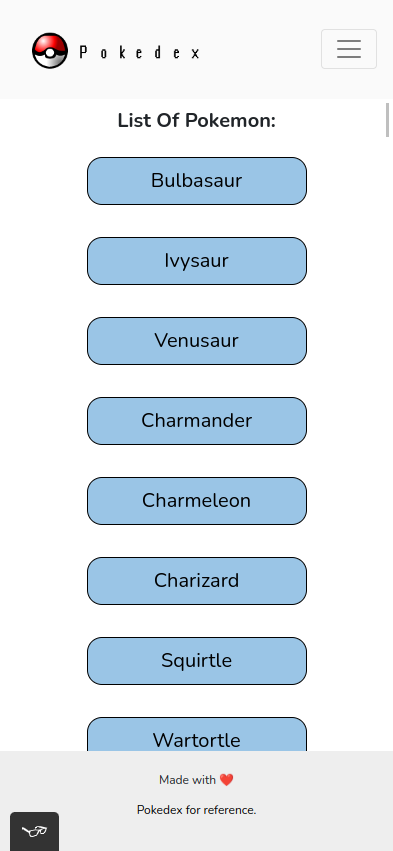 Pokedex
List Of Pokemon:
Bulbasaur
Ivysaur
Venusaur
Charmander
Charmeleon
Charizard
Squirtle
Wartortle
Made with ❤️
Pokedex for reference.